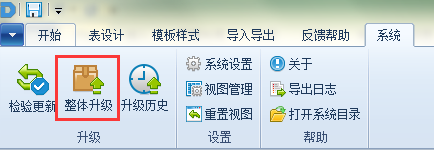 开始 表设计 模板样式 导入导出 反馈帮助 系统
检验更新 整体升级 升级历史
系统设置
视图管理
重置视图
关于
导出日志
打开系统目录
升级 设置 帮助